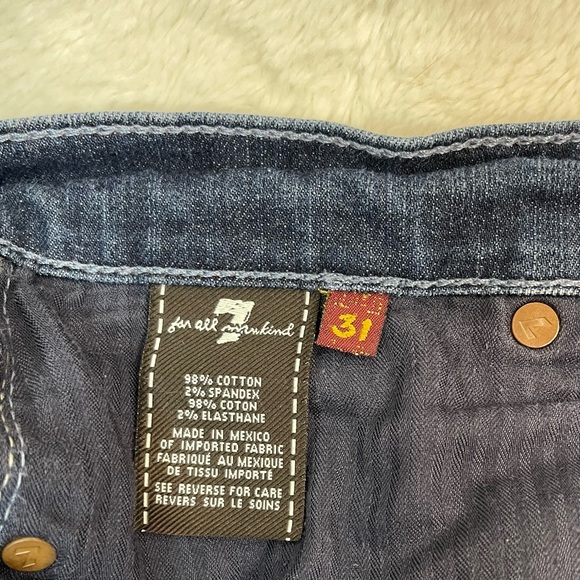 7
for all mankind
31
98% COTTON
2% SPANDEX
98% COTON
2% ELASTHANE
MADE IN MEXICO
OF IMPORTED FABRIC
FABRIQUÉ AU MEXIQUE
DE TISSU IMPORTÉ
SEE REVERSE FOR CARE
REVERS SUR LE SOINS